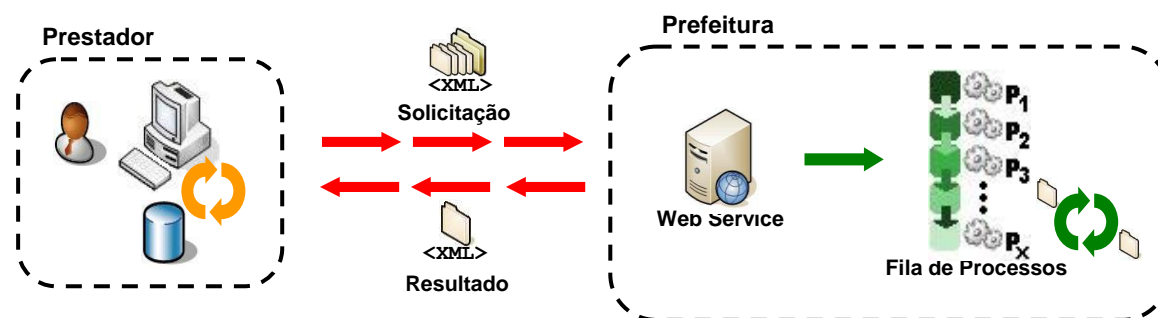 Prestador
Prefeitura
<XML>
Solicitação
P1
P2
P3
Web Service
<XML>
Px
Fila de Processos
Resultado